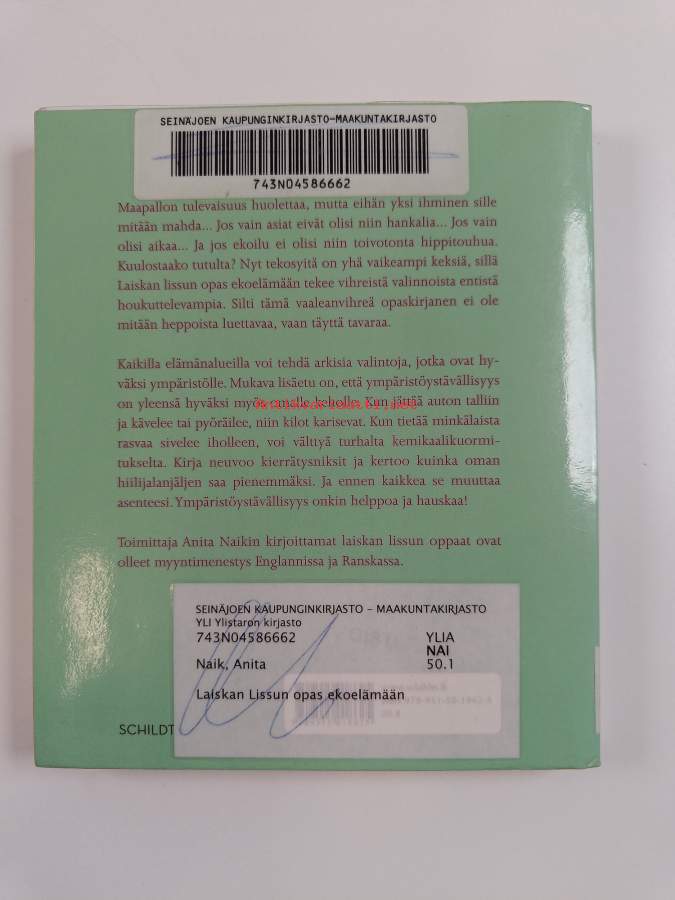 SEINÄJOEN KAUPUNGINKIRJASTO-MAAKUNTAKIRJASTO
743N04586662
Maapallon tulevaisuus huolettaa, mutta eihän yksi ihminen sille
mitään mahda... Jos vain asiat eivät olisi niin hankalia... Jos vain
olisi aikaa... Ja jos ekoilu ei olisi niin toivotonta hippitouhua.
Kuulostaako tutulta? Nyt tekosyitä on yhä vaikeampi keksiä, sillä
Laiskan lissun opas ekoelämään tekee vihreistä valinnoista entistä
houkuttelevampia. Silti tämä vaaleanvihreä opaskirjanen ei ole
mitään heppoista luettavaa, vaan täyttä tavaraa.
Kaikilla elämänalueilla voi tehdä arkisia valintoja, jotka ovat hy-
väksi ympäristölle. Mukava lisäetu on, että ympäristöystävällisyys
on yleensä hyväksi myös omalle keholle. Kun jättää auton talliin
ja kävelee tai pyöräilee, niin kilot karisevat. Kun tietää minkälaista
rasvaa sivelee iholleen, voi välttyä turhalta kemikaalikuormi-
tukselta. Kirja neuvoo kierrätysniksit ja kertoo kuinka oman
hiilijalanjäljen saa pienemmäksi. Ja ennen kaikkea se muuttaa
asenteesi. Ympäristöystävällisyys onkin helppoa ja hauskaa!
Toimittaja Anita Naikin kirjoittamat laiskan lissun oppaat ovat
olleet myyntimenestys Englannissa ja Ranskassa.
SEINÄJOEN KAUPUNGINKIRJASTO - MAAKUNTAKIRJASTO
YLI Ylistaron kirjasto
743N04586662 YLIA
NAI
Naik, Anita 50.1
Laiskan Lissun opas ekoelämään
SCHILDT